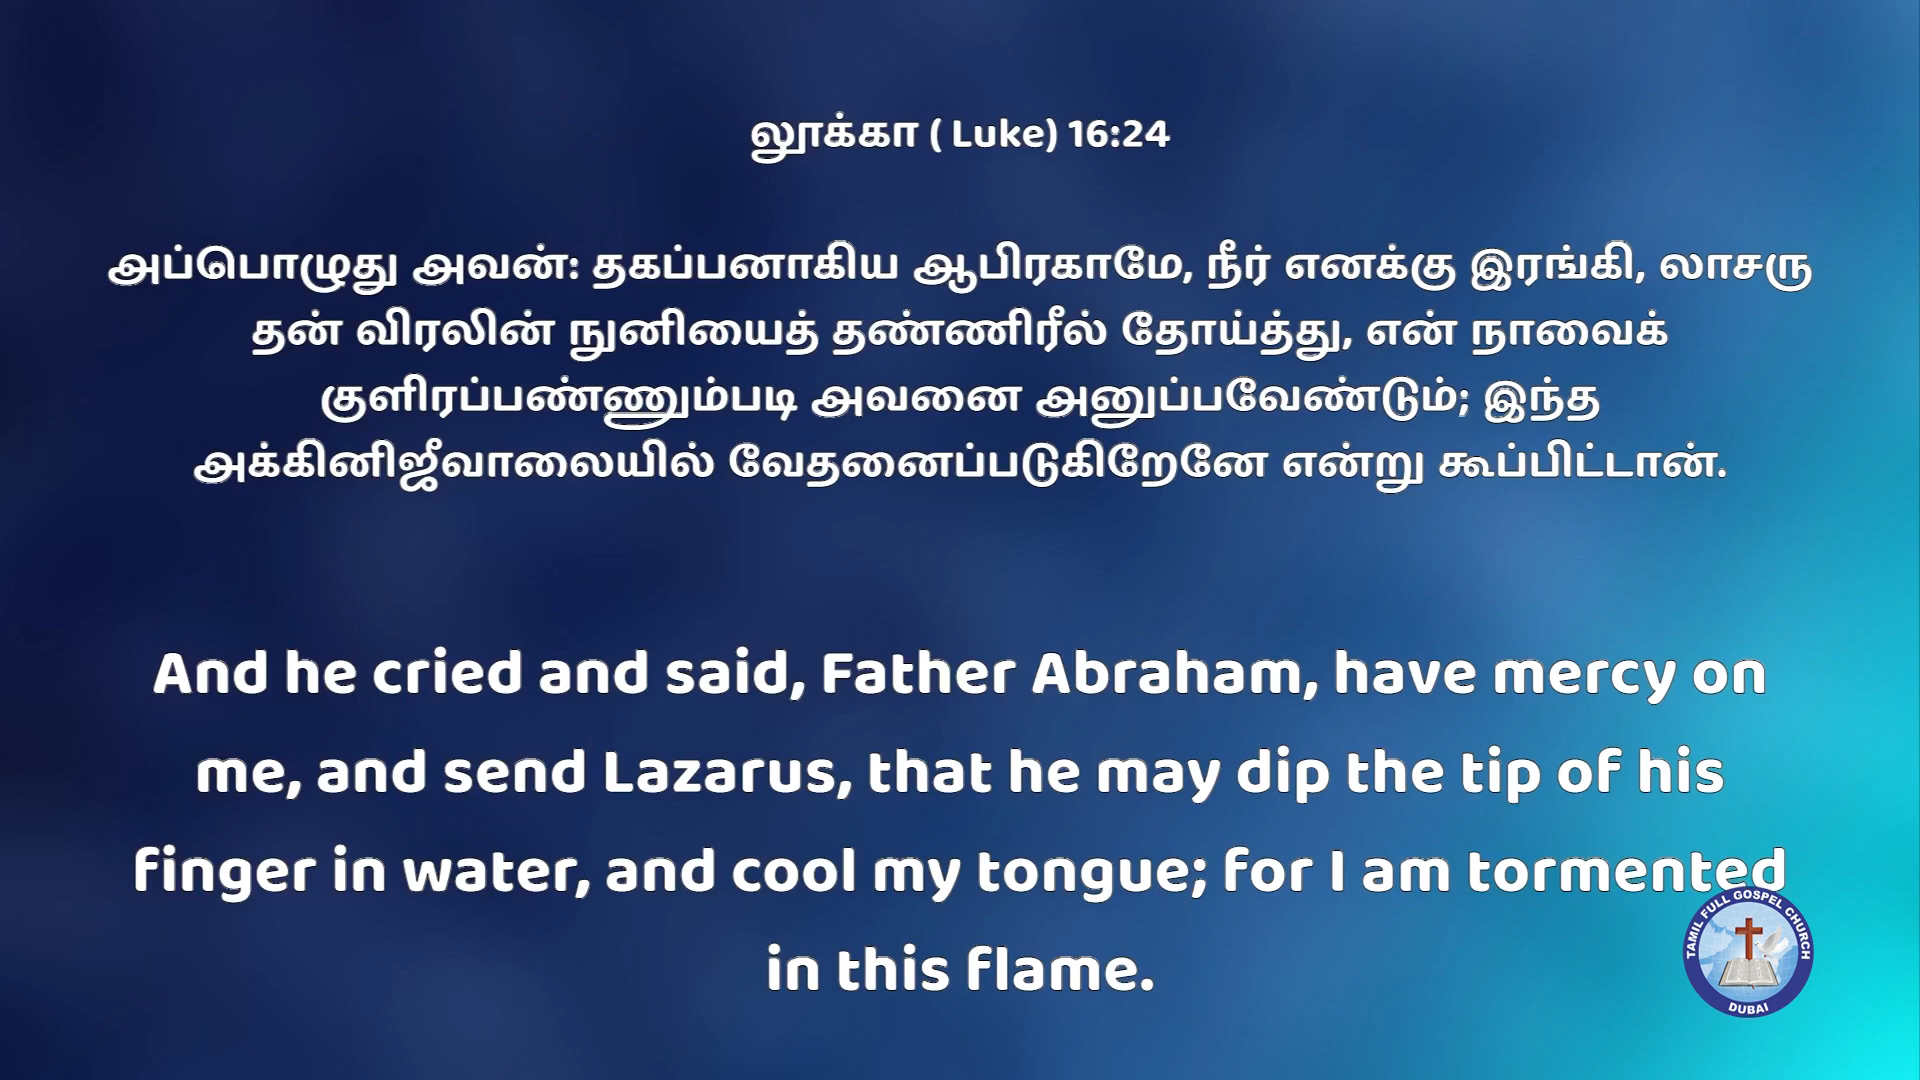 லூக்கா ( Luke) 16:24
அப்பொழுது அவன்: தகப்பனாகிய ஆபிரகாமே, நீர் எனக்கு இரங்கி, லாசரு
தன் விரலின் நுனியைத் தண்ணிரீல் தோய்த்து, என் நாவைக்
குளிரப்பண்ணும்படி அவனை அனுப்பவேண்டும்; இந்த
அக்கினிஜீவாலையில் வேதனைப்படுகிறேனே என்று கூப்பிட்டான்.
And he cried and said, Father Abraham, have mercy on
me, and send Lazarus, that he may dip the tip of his
finger in water, and cool my tongue; for I am tormented
in this flame.
TAMIL FULL GOSPEL CHURCH
DUBAI